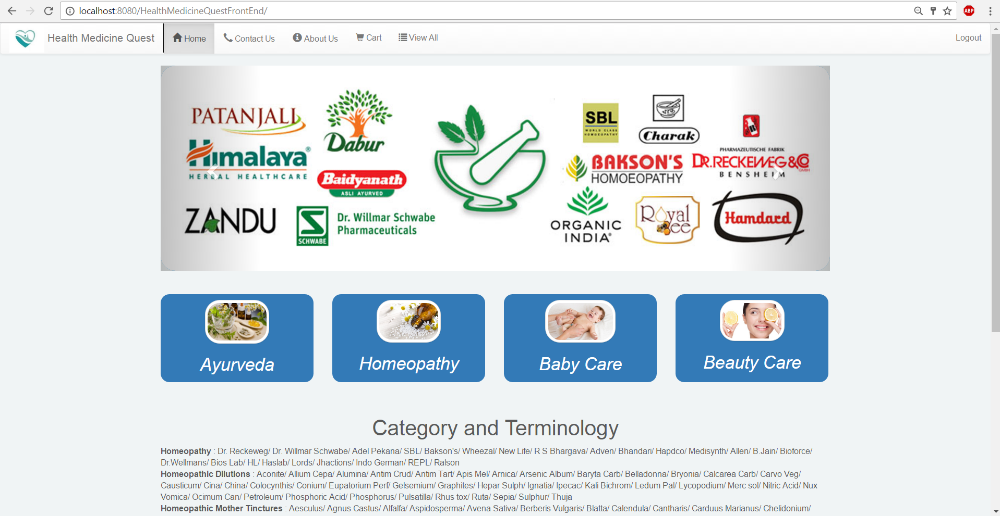 localhost:8080/HealthMedicineQuestFrontEnd/
ABP
Health Medicine Quest
Home
Contact Us
About Us
Cart
View All
Logout
PATANJALI
Dabur
Himalaya®
HERBAL HEALTHCARE
Baidyanath
ASLI AYURVED
ZANDU
SCHWABE
Dr. Willmar Schwabe
Pharmaceuticals
SBL
WORLD CLASS
HOMOEOPATHY
चरक
Charak
BAKSON'S
HOMOEOPATHY
PHARMAZEUTISCHE FABRIK
DR.RECKEWEG&CO
GMBH
BENSHEIM
ORGANIC
INDIA®
Royal
Bee
Hamdard
Ayurveda
Homeopathy
Baby Care
Beauty Care
Category and Terminology
Homeopathy : Dr. Reckeweg/ Dr. Willmar Schwabe/ Adel Pekana/ SBL/ Bakson's/ Wheezal/ New Life/ R S Bhargava/ Adven/ Bhandari/ Hapdco/ Medisynth/ Allen/ B.Jain/ Bioforce/
Dr.Wellmans/ Bios Lab/ HL/ Haslab/ Lords/ Jhactions/ Indo German/ REPL/ Ralson
Homeopathic Dilutions : Aconite/ Allium Cepa/ Alumina/ Antim Crud/ Antim Tart/ Apis Mel/ Arnica/ Arsenic Album/ Baryta Carb/ Belladonna/ Bryonia/ Calcarea Carb/ Carvo Veg/
Causticum/ Cina/ China/ Colocynthis/ Conium/ Eupatorium Perf/ Gelsemium/ Graphites/ Hepar Sulph/ Ignatia/ Ipecac/ Kali Bichrom/ Ledum Pal/ Lycopodium/ Merc sol/ Nitric Acid/ Nux
Vomica/ Ocimum Can/ Petroleum/ Phosphoric Acid/ Phosphorus/ Pulsatilla/ Rhus tox/ Ruta/ Sepia/ Sulphur/ Thuja
Homeopathic Mother Tinctures : Aesculus/ Agnus Castus/ Alfalfa/ Aspidosperma/ Avena Sativa/ Berberis Vulgaris/ Blatta/ Calendula/ Cantharis/ Carduus Marianus/ Chelidonium/